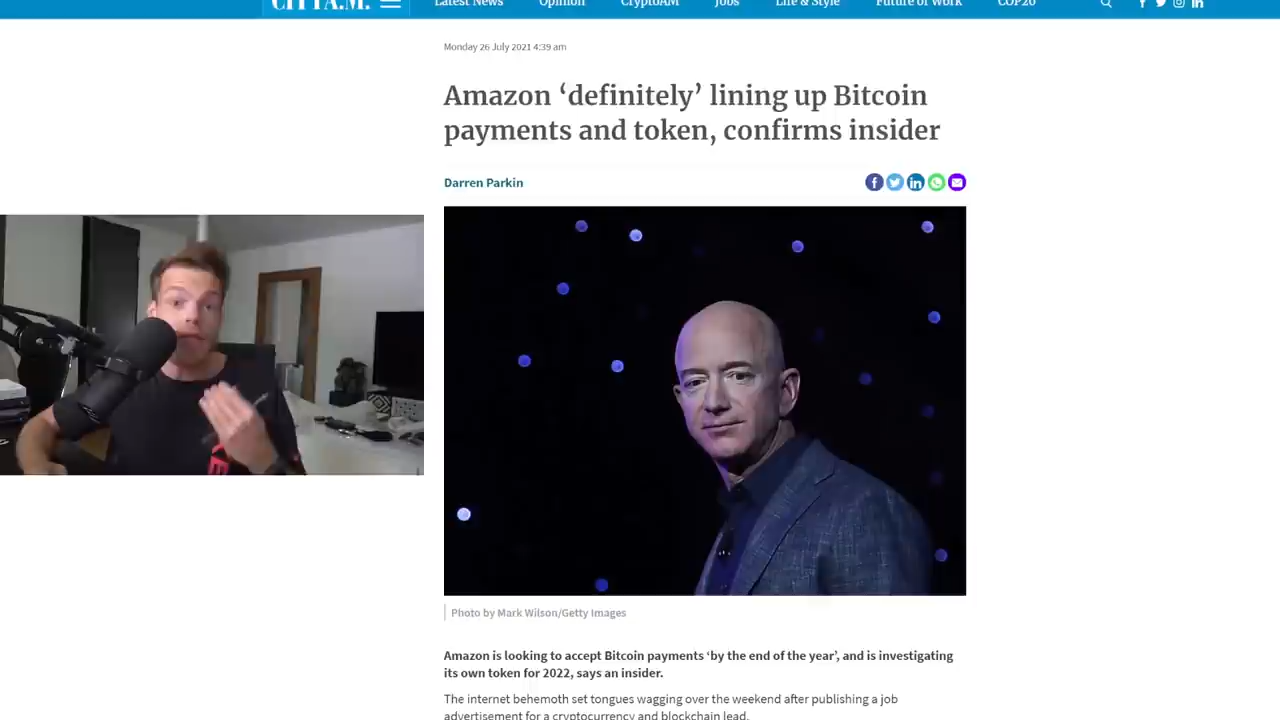 CITYA.M.
Latest News
Opinion
CryptoAM
Jobs
Life & Style
Future of Work
COP26
Monday 26 July 2021 4:39 am
Amazon ‘definitely’ lining up Bitcoin
payments and token, confirms insider
Darren Parkin
Photo by Mark Wilson/Getty Images
Amazon is looking to accept Bitcoin payments ‘by the end of the year’, and is investigating
its own token for 2022, says an insider.
The internet behemoth set tongues wagging over the weekend after publishing a job
advertisement for a cryptocurrency and blockchain lead.